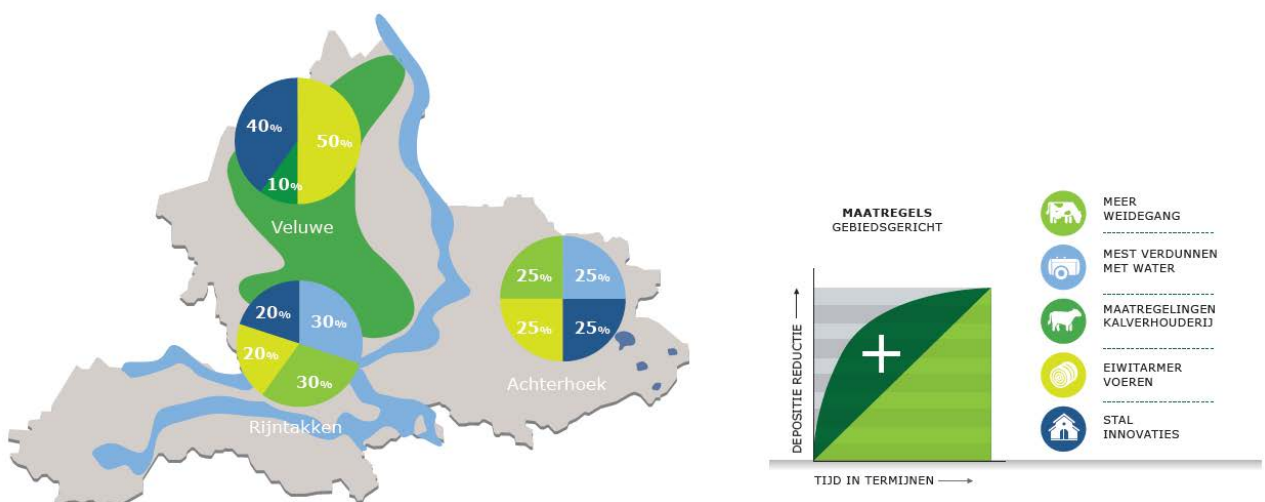 40%
50%
10%
Veluwe
20%
30%
20%
30%
Rijntakken
25%
25%
25%
25%
Achterhoek
MAATREGELS
GEBIEDSGERICHT
DEPOSITIE REDUCTIE
TIJD IN TERMIJNEN
MEER
WEIDEGANG
MEST VERDUNNEN
MET WATER
MAATREGELINGEN
KALVERHOUDERIJ
EIWITARMER
VOEREN
STAL
INNOVATIES